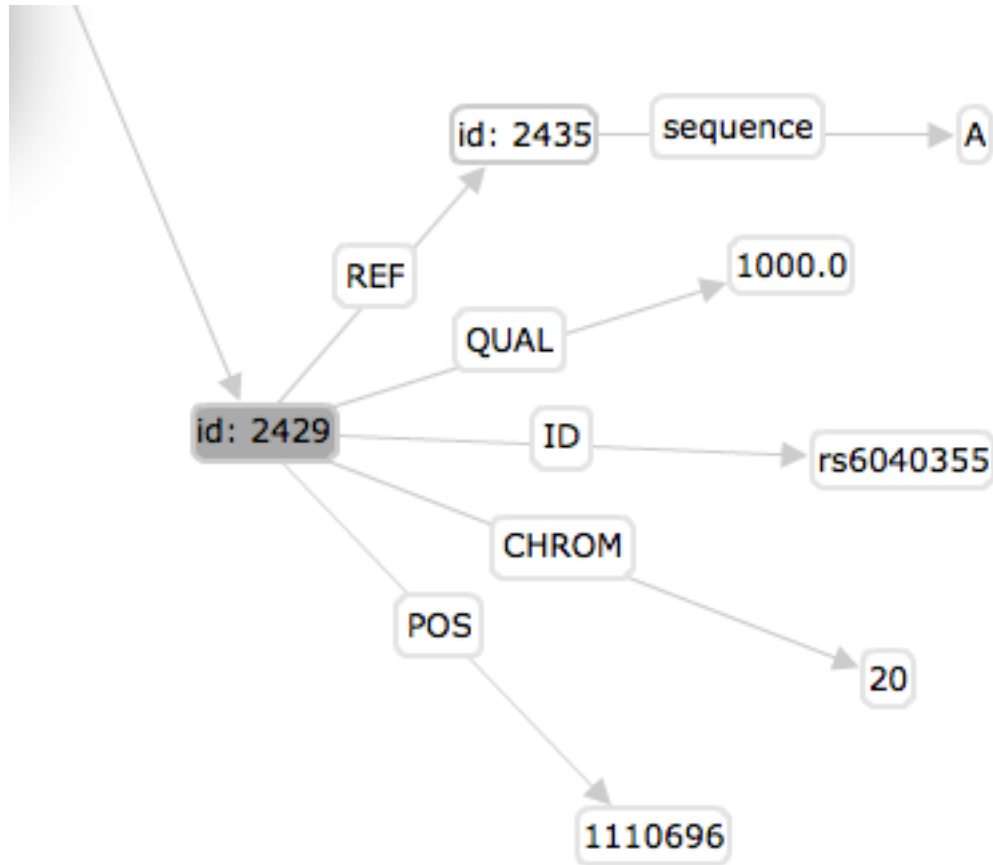 id: 2435 sequence A
REF
1000.0
QUAL
id: 2429 ID rs6040355
CHROM
POS
20
1110696